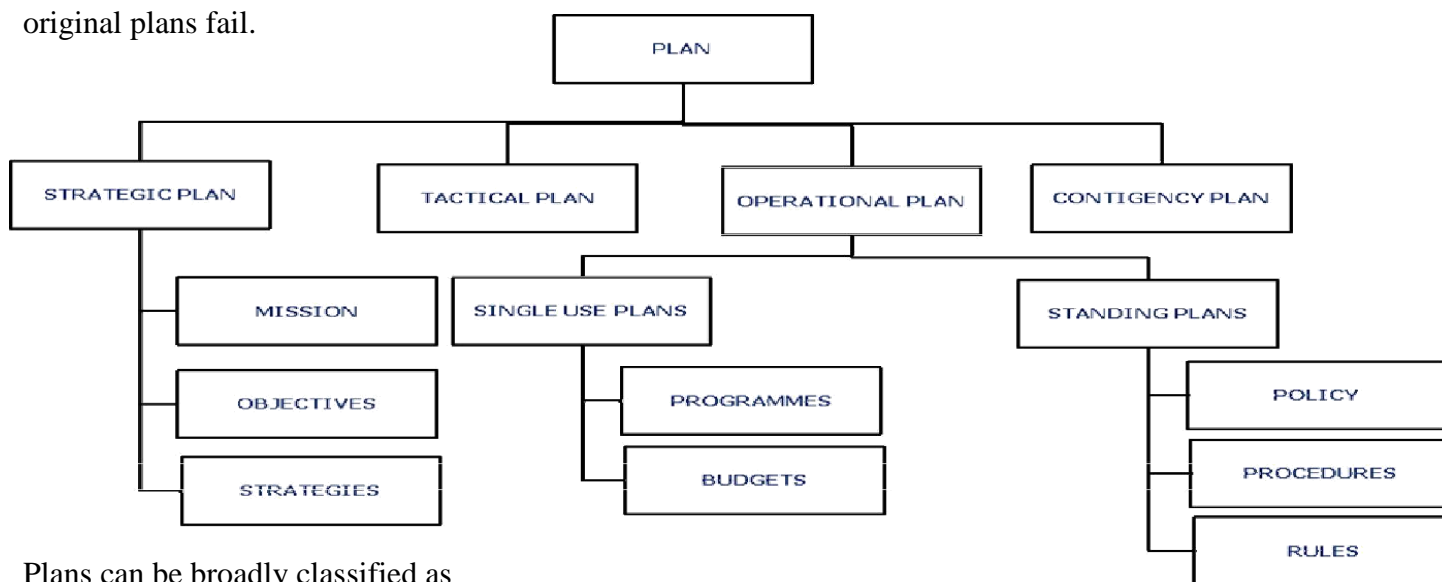 original plans fail.
PLAN
STRATEGIC PLAN
TACTICAL PLAN
OPERATIONAL PLAN
CONTIGENCY PLAN
MISSION
SINGLE USE PLANS
STANDING PLANS
OBJECTIVES
PROGRAMMES
POLICY
STRATEGIES
BUDGETS
PROCEDURES
RULES
Plans can be broadly classified as